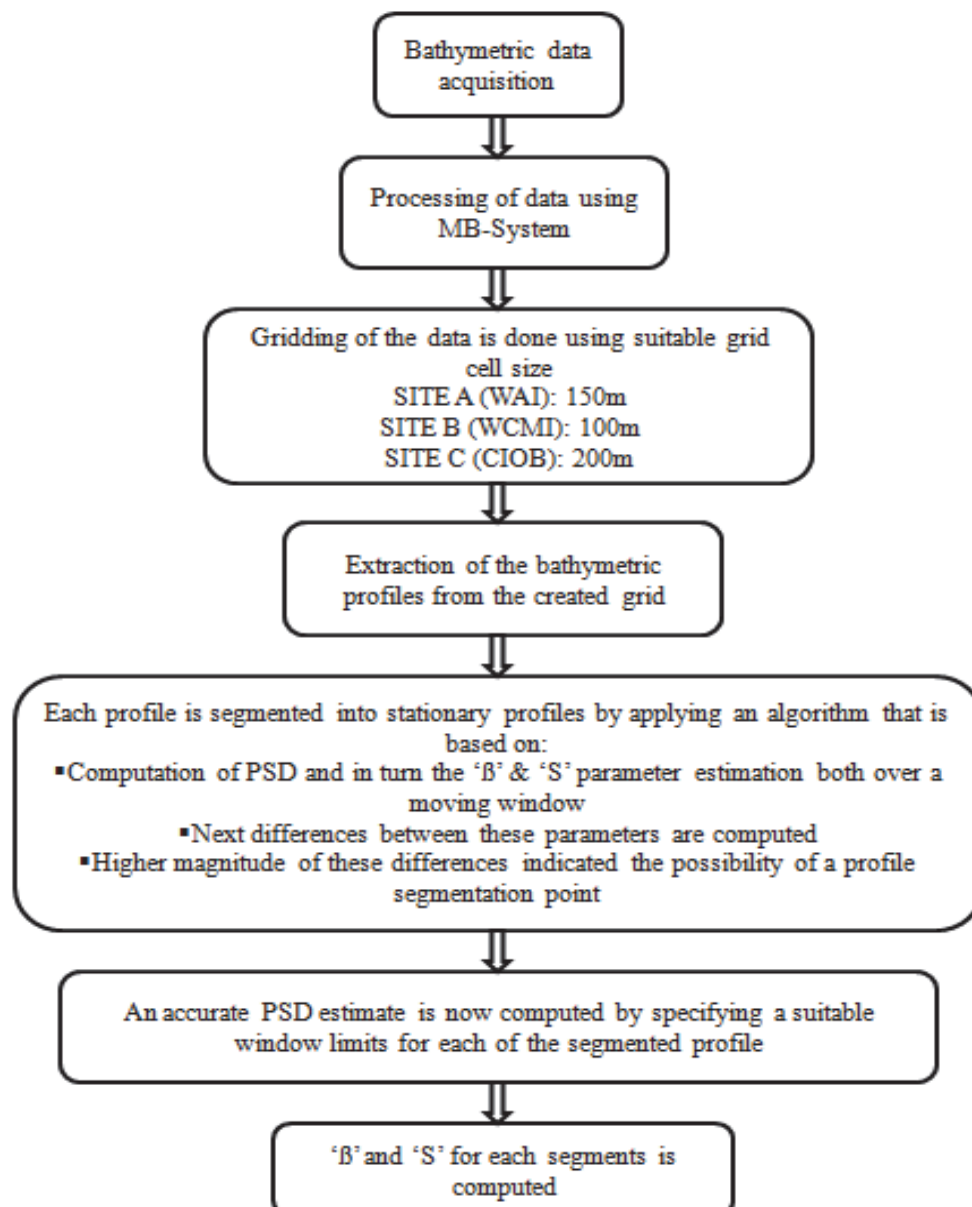 Bathymetric data
acquisition
Processing of data using
MB-System
Gridding of the data is done using suitable grid
cell size
SITE A (WAI): 150m
SITE B (WCMI): 100m
SITE C (CIOB): 200m
Extraction of the bathymetric
profiles from the created grid
Each profile is segmented into stationary profiles by applying an algorithm that is
based on:
▪Computation of PSD and in turn the ‘ß’ & ‘S’ parameter estimation both over a
moving window
▪Next differences between these parameters are computed
▪Higher magnitude of these differences indicated the possibility of a profile
segmentation point
An accurate PSD estimate is now computed by specifying a suitable
window limits for each of the segmented profile
‘ß’ and ‘S’ for each segments is
computed